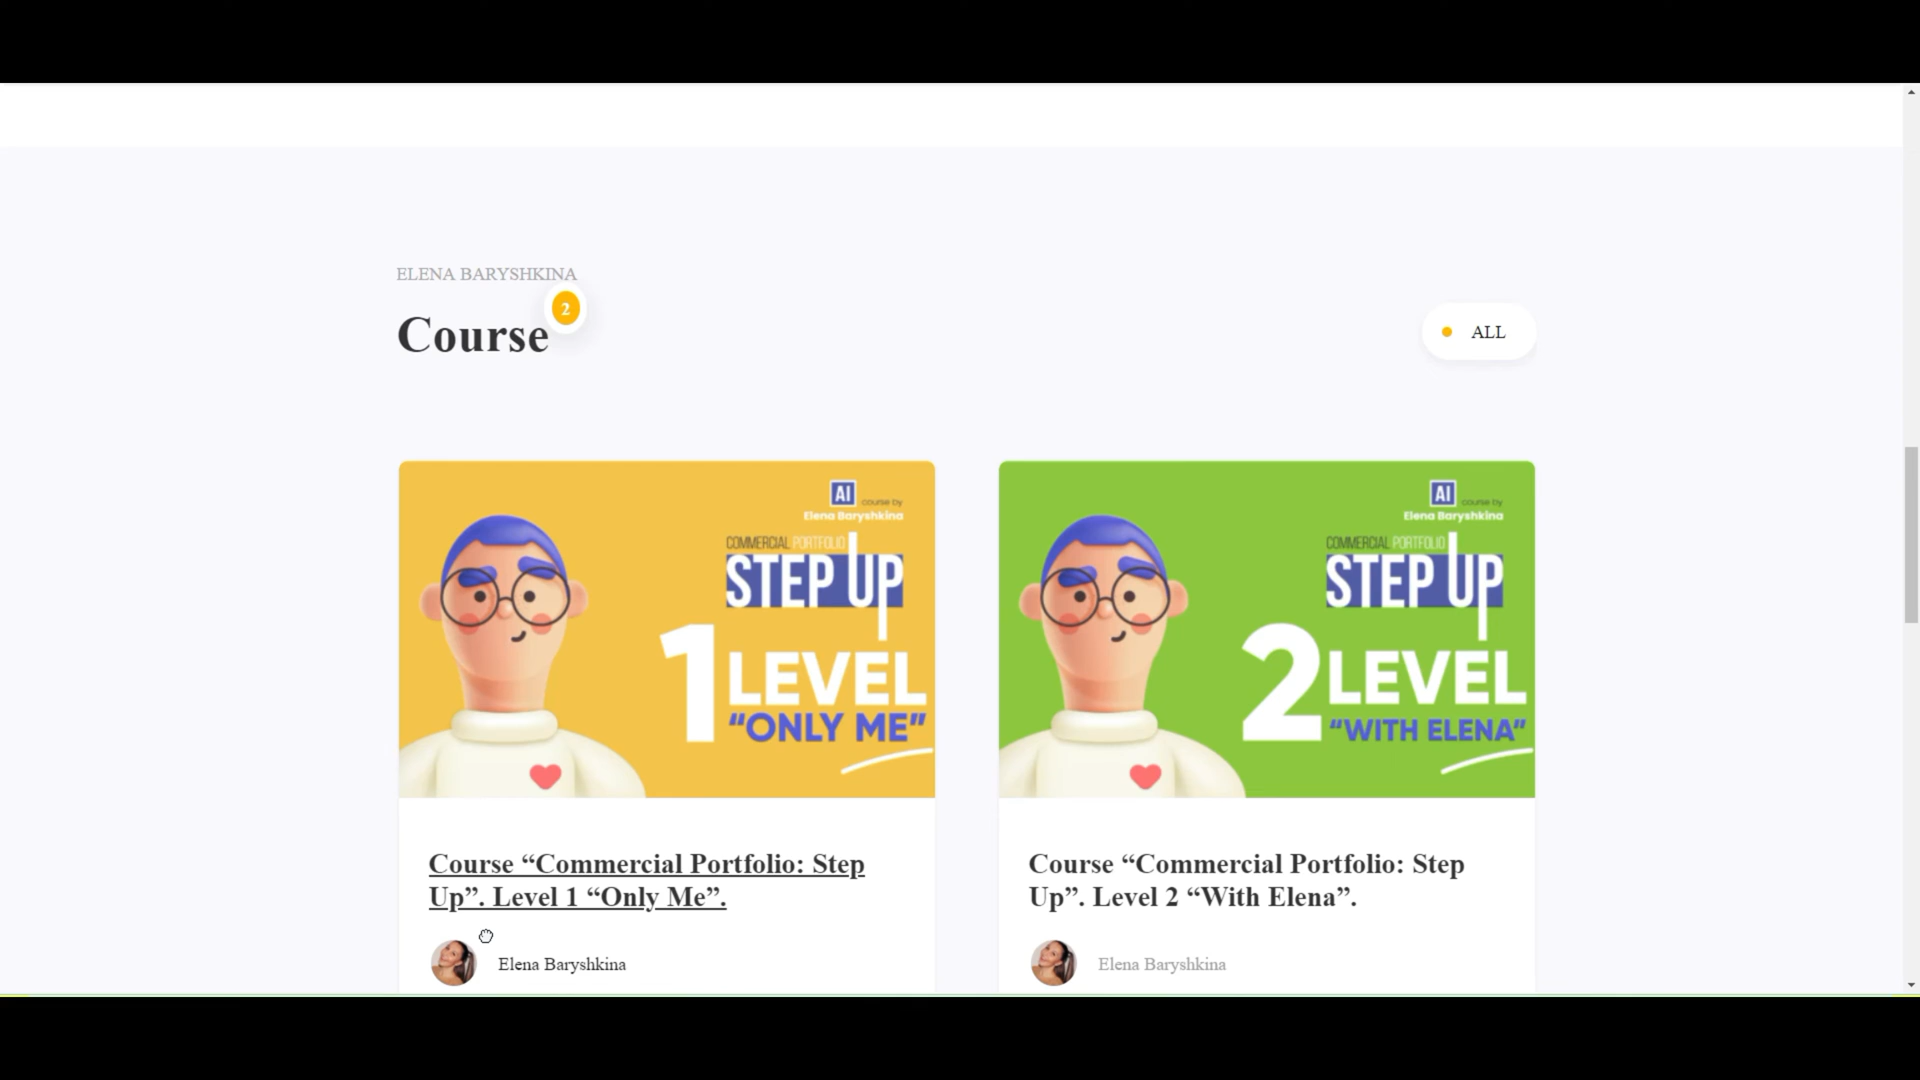 ELENA BARYSHKINA
Course
2
ALL
AI course by
Elena Baryshkina
COMMERCIAL PORTFOLIO
STEP UP
1 LEVEL
“ONLY ME”
AI course by
Elena Baryshkina
COMMERCIAL PORTFOLIO
STEP UP
2 LEVEL
“WITH ELENA”
Course “Commercial Portfolio: Step
Up”. Level 1 “Only Me”.
Elena Baryshkina
Course “Commercial Portfolio: Step
Up”. Level 2 “With Elena”.
Elena Baryshkina